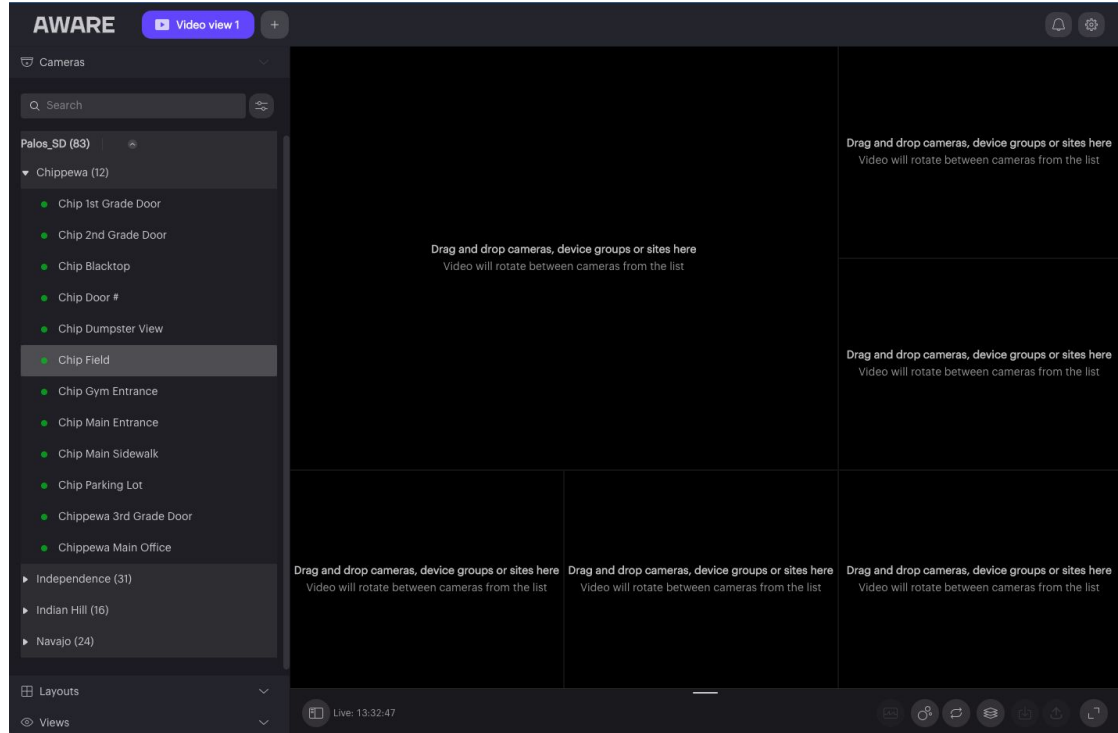 AWARE
Video view 1
+
Cameras
Search
Palos_SD (83)
Chippewa (12)
Chip 1st Grade Door
Chip 2nd Grade Door
Chip Blacktop
Chip Door #
Chip Dumpster View
Chip Field
Chip Gym Entrance
Chip Main Entrance
Chip Main Sidewalk
Chip Parking Lot
Chippewa 3rd Grade Door
Chippewa Main Office
Independence (31)
Indian Hill (16)
Navajo (24)
Layouts
Views
Drag and drop cameras, device groups or sites here
Video will rotate between cameras from the list
Drag and drop cameras, device groups or sites here
Video will rotate between cameras from the list
Drag and drop cameras, device groups or sites here
Video will rotate between cameras from the list
Drag and drop cameras, device groups or sites here
Video will rotate between cameras from the list
Drag and drop cameras, device groups or sites here
Video will rotate between cameras from the list
Drag and drop cameras, device groups or sites here
Video will rotate between cameras from the list
Live: 13:32:47